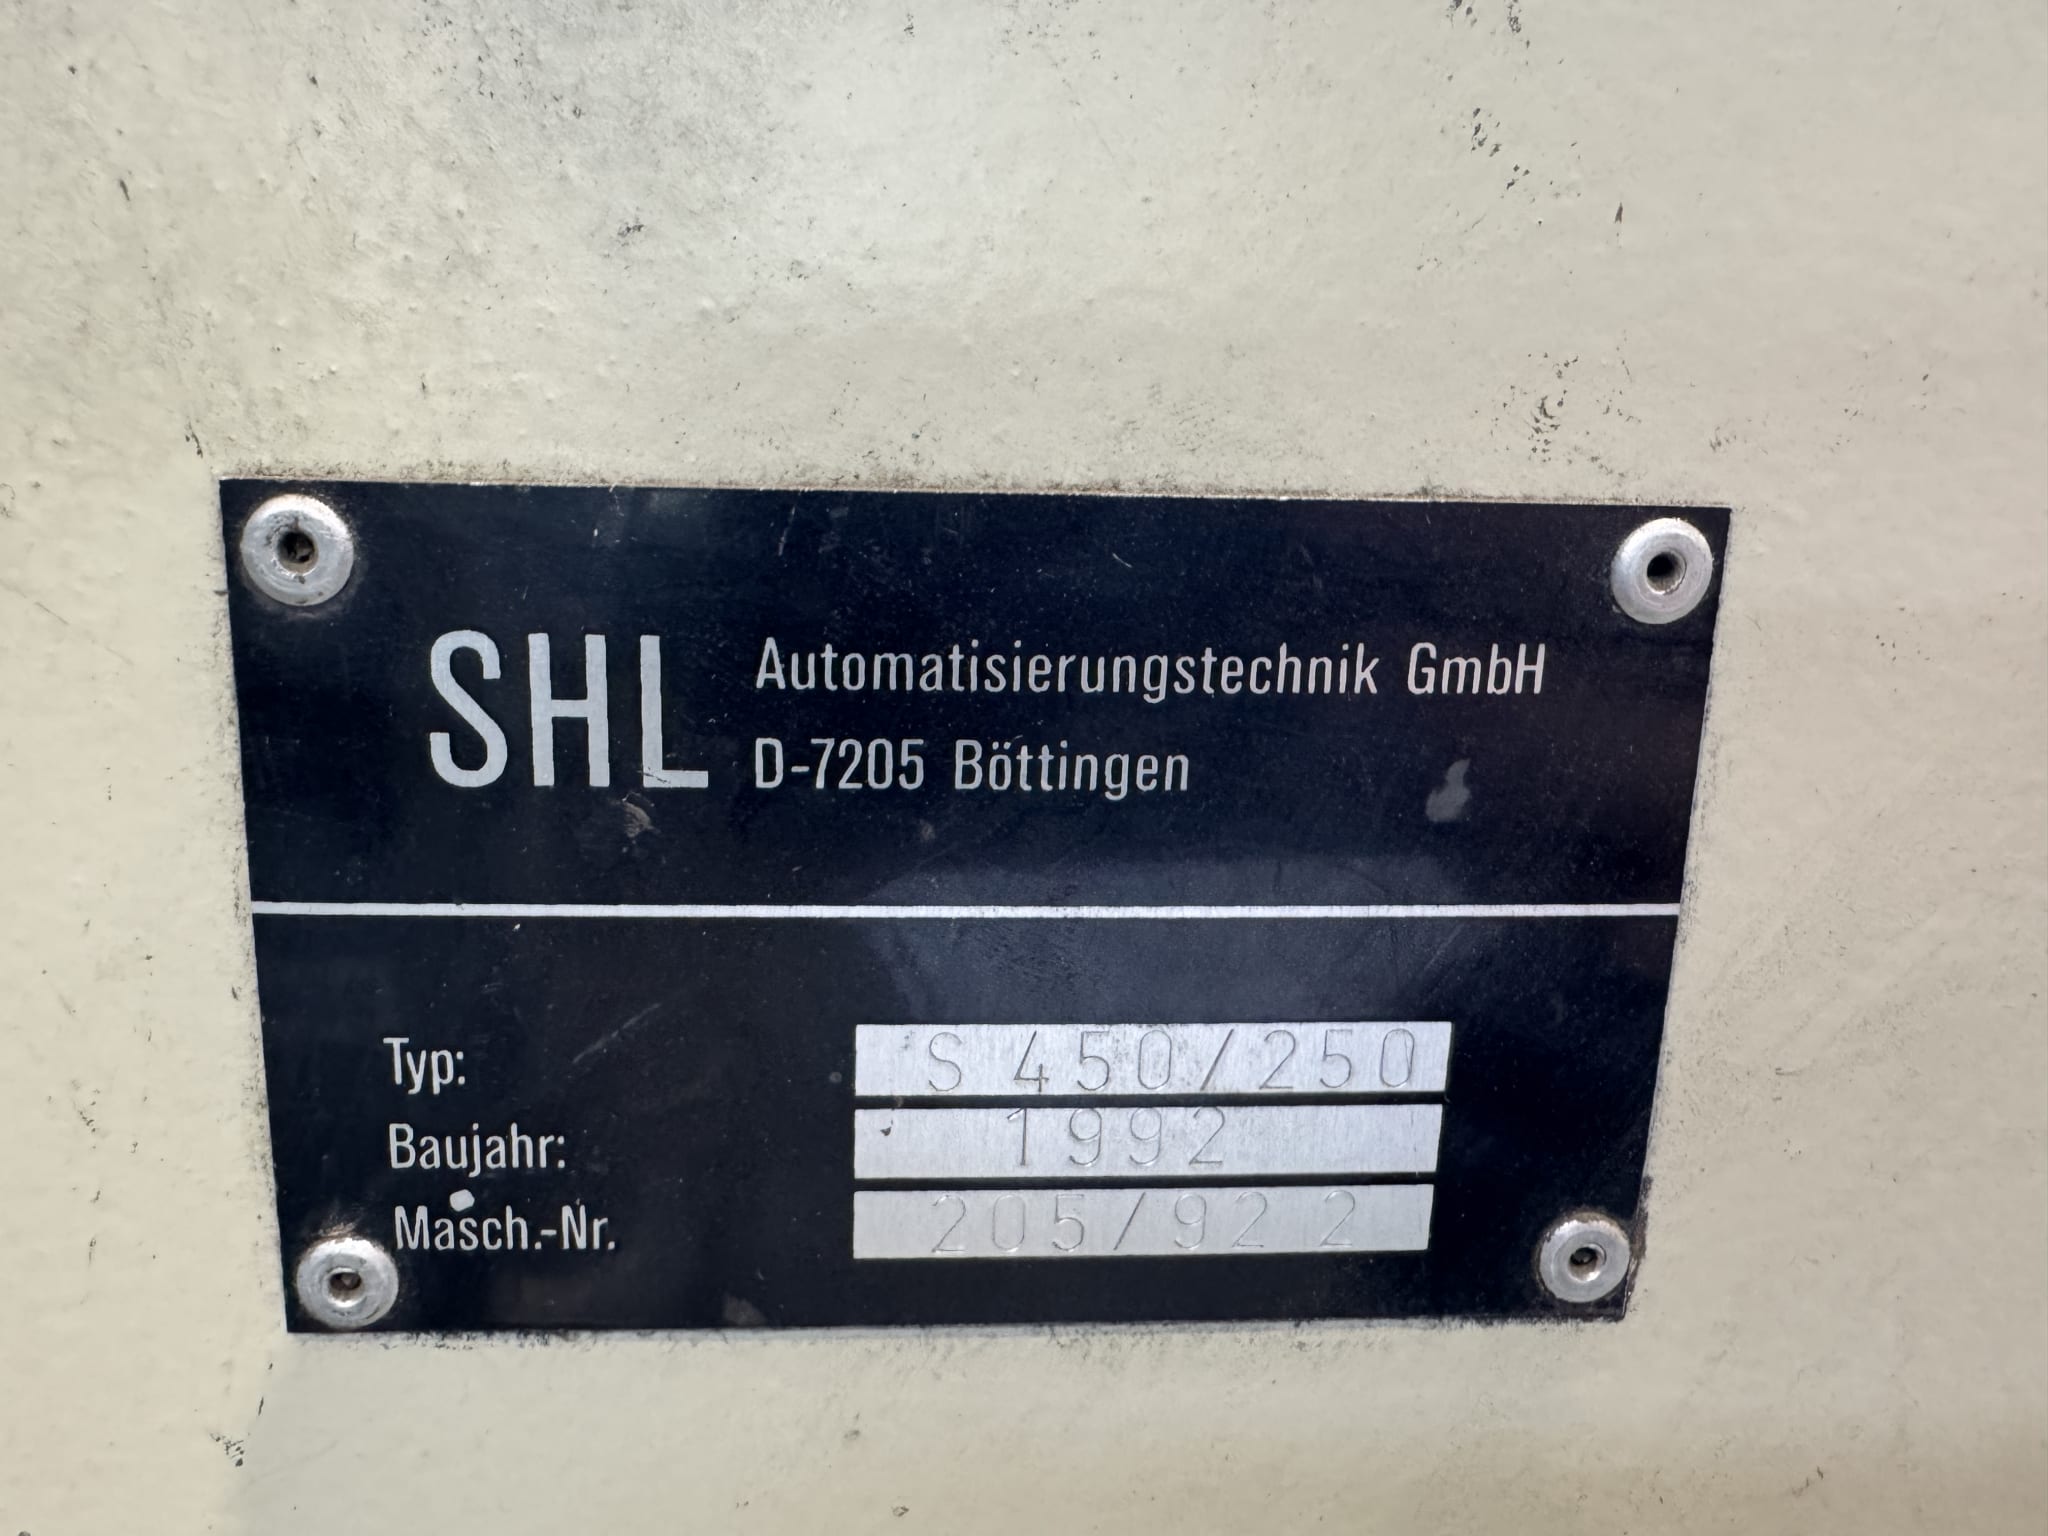 SHL Automatisierungstechnik GmbH
D-7205 Böttingen
Typ: S 450/250
Baujahr: 1992
Masch.-Nr. 205/92 2